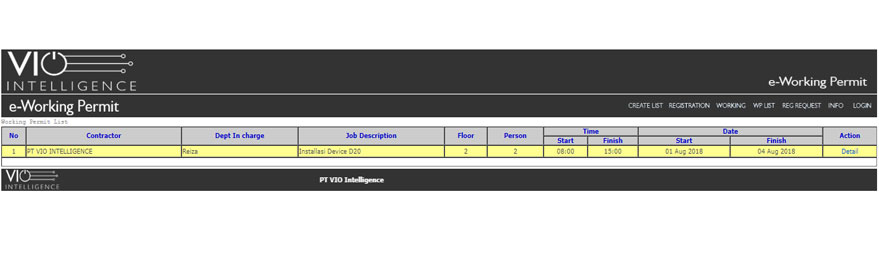 VIO
INTELLIGENCE
e-Working Permit
e-Working Permit
CREATE LIST REGISTRATION WORKING WP LIST REG REQUEST INFO LOGIN
Working Permit List
No Contractor Dept In charge Job Description Floor Person Time Date Action
Start Finish Start Finish
1 PT VIO INTELLIGENCE Reiza Installasi Device D20 2 2 08:00 15:00 01 Aug 2018 04 Aug 2018 Detail
VIO
INTELLIGENCE
PT VIO Intelligence